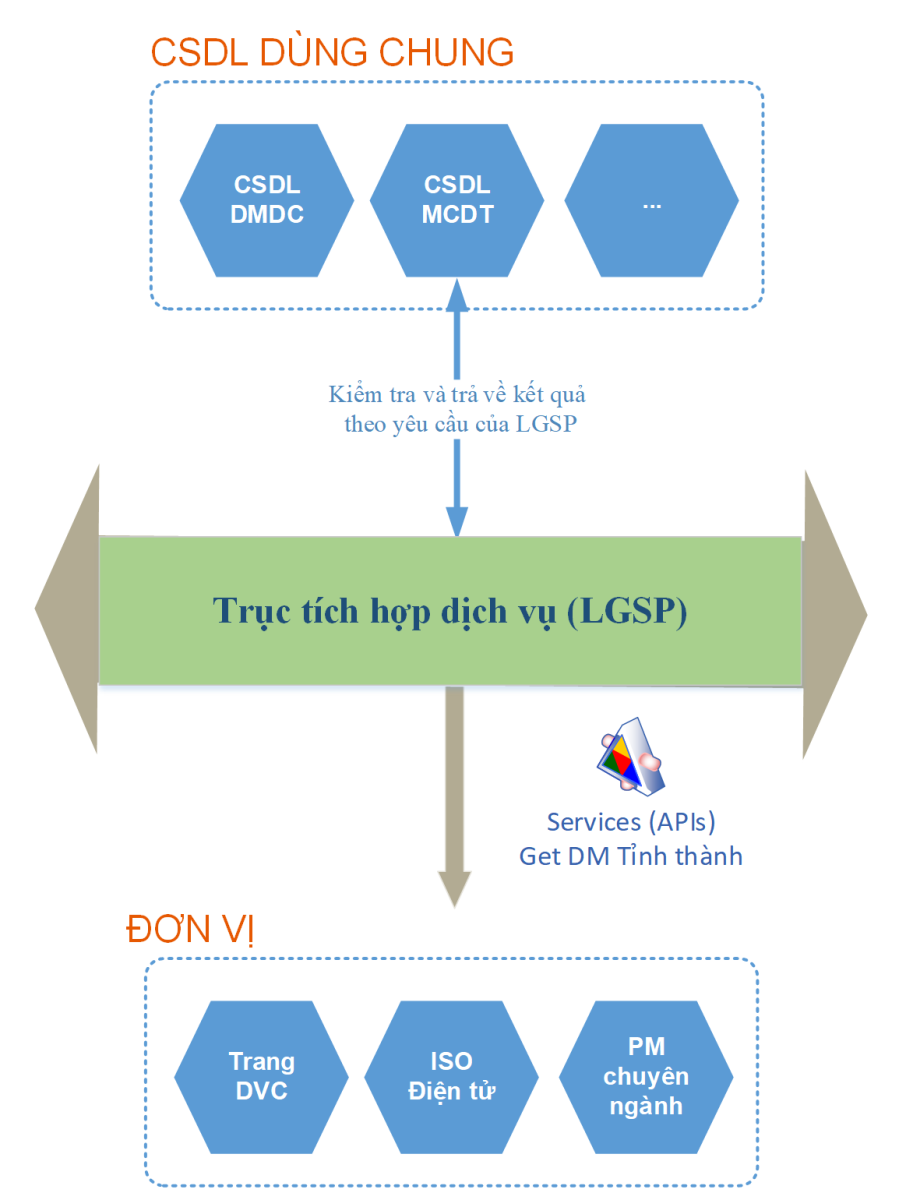 CSDL DÙNG CHUNG
CSDL
DMDC
CSDL
MCDT
...
Kiểm tra và trả về kết quả
theo yêu cầu của LGSP
Trục tích hợp dịch vụ (LGSP)
Services (APIs)
Get DM Tỉnh thành
ĐƠN VỊ
Trang
DVC
ISO
Điện tử
PM
chuyên
ngành